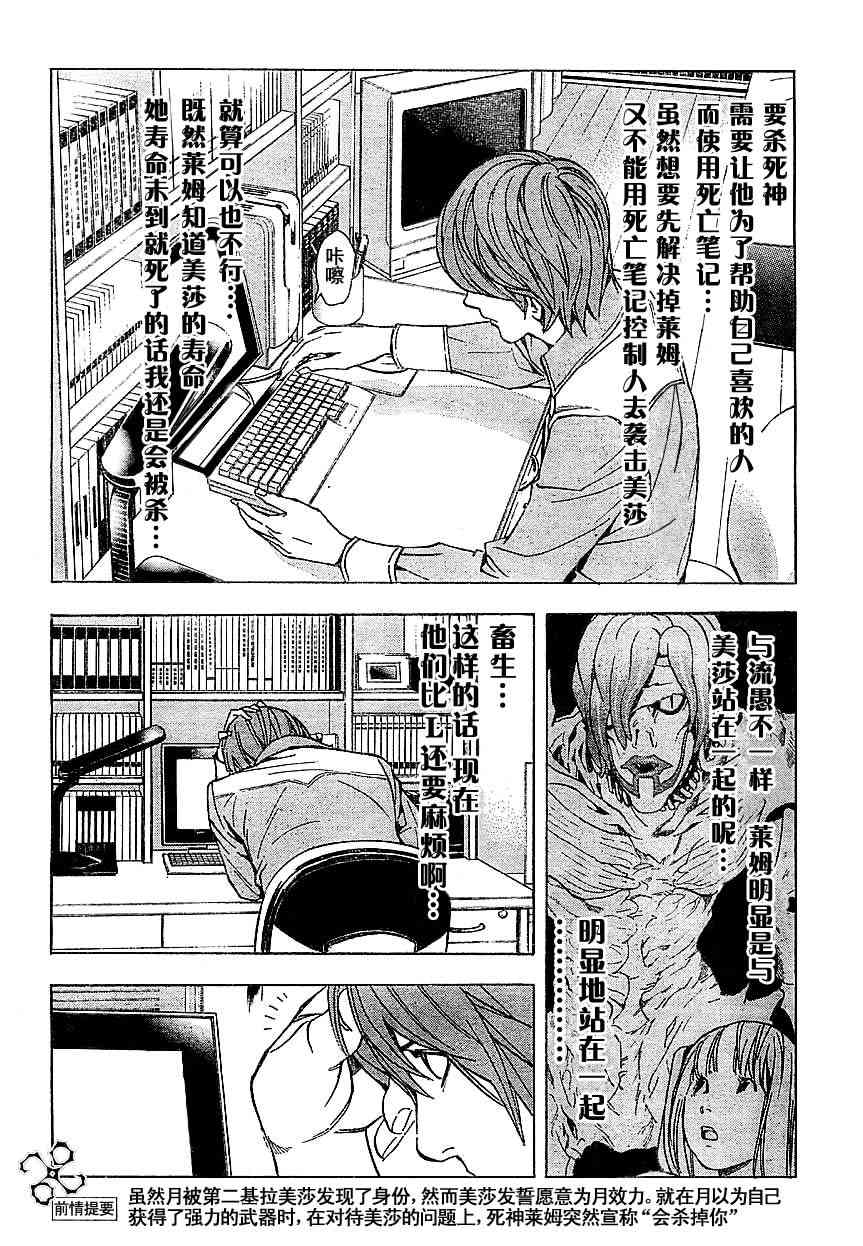 要杀死神
需要让他为了帮助自己喜欢的人
而使用死亡笔记…
虽然想要先解决掉莱姆
又不能用死亡笔记控制人去袭击美莎
咔嚓
就算可以也不行…
既然莱姆知道美莎的寿命
她寿命未到就死了的话我还是会被杀…
与流愚不一样 莱姆明显是与
美莎站在一起的呢…
明显地站在一起
…………………
畜生…
这样的话现在
他们比L还要麻烦啊…
前情提要
虽然月被第二基拉美莎发现了身份，然而美莎发誓愿意为月效力。就在月以为自己
获得了强力的武器时，在对待美莎的问题上，死神莱姆突然宣称“会杀掉你”